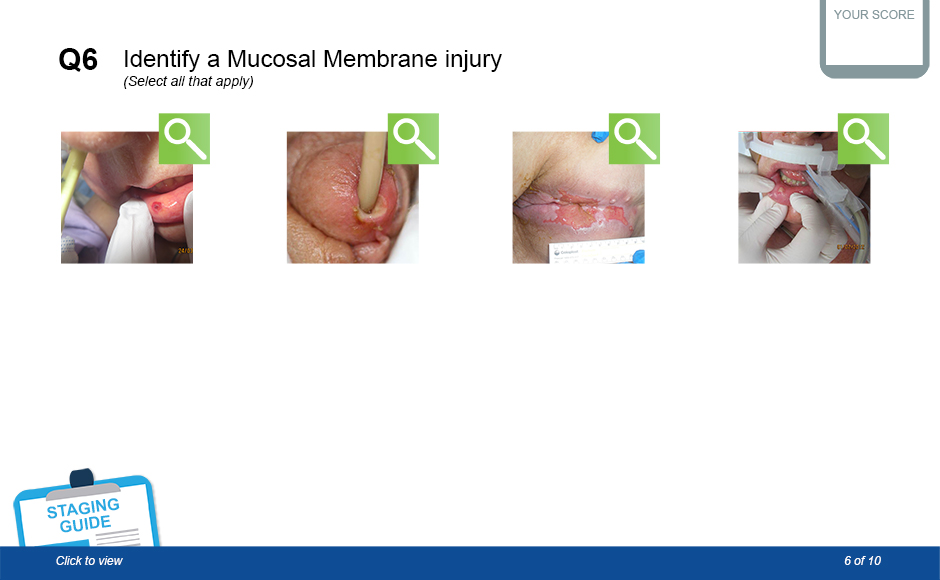 YOUR SCORE
Q6 Identify a Mucosal Membrane injury
(Select all that apply)
STAGING
GUIDE
Click to view
6 of 10